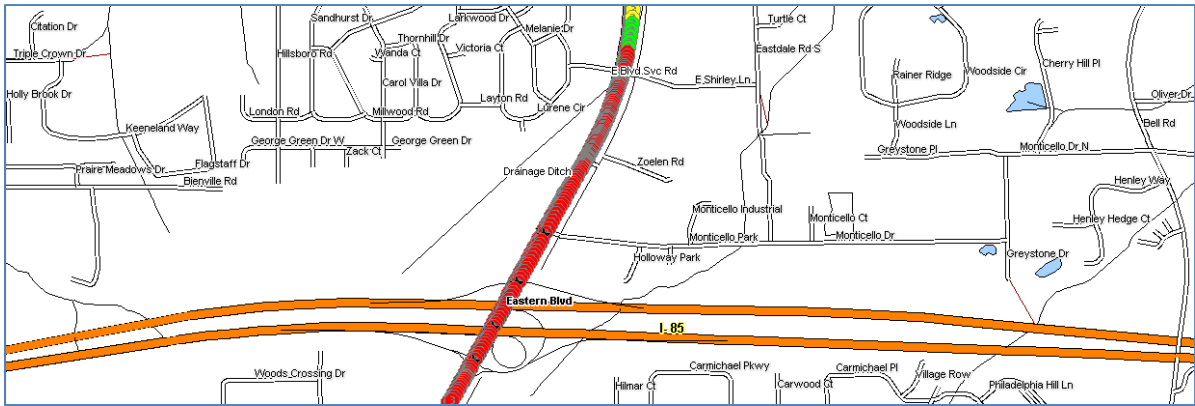 Citation Dr
Sandhurst Dr
Larkwood Dr
Melanie Dr
Turtle Ct
Thornhill Dr
Eastdale Rd S
Triple Crown Dr
Hillsboro Rd
Wanda Ct
Victoria Ct
Cherry Hill Pl
E Blvd Svc Rd
E Shirley Ln
Rainer Ridge
Woodside Cir
Carol Villa Dr
Holly Brook Dr
Layton Rd
Lurene Cir
Oliver Dr
London Rd
Millwood Rd
Keeneland Way
Woodside Ln
Bell Rd
George Green Dr W
George Green Dr
Zack Ct
Greystone Pl
Monticello Dr N
Flagstaff Dr
Zoelen Rd
Praire Meadows Dr
Drainage Ditch
Bienville Rd
Henley Way
Monticello Industrial
Monticello Ct
Henley Hedge Ct
Monticello Park
Monticello Dr
Holloway Park
Greystone Dr
Eastern Blvd
I- 85
Woods Crossing Dr
Carmichael Pkwy
Carmichael Pl
Village Row
Hilmar Ct
Carwood Ct
Philadelphia Hill Ln